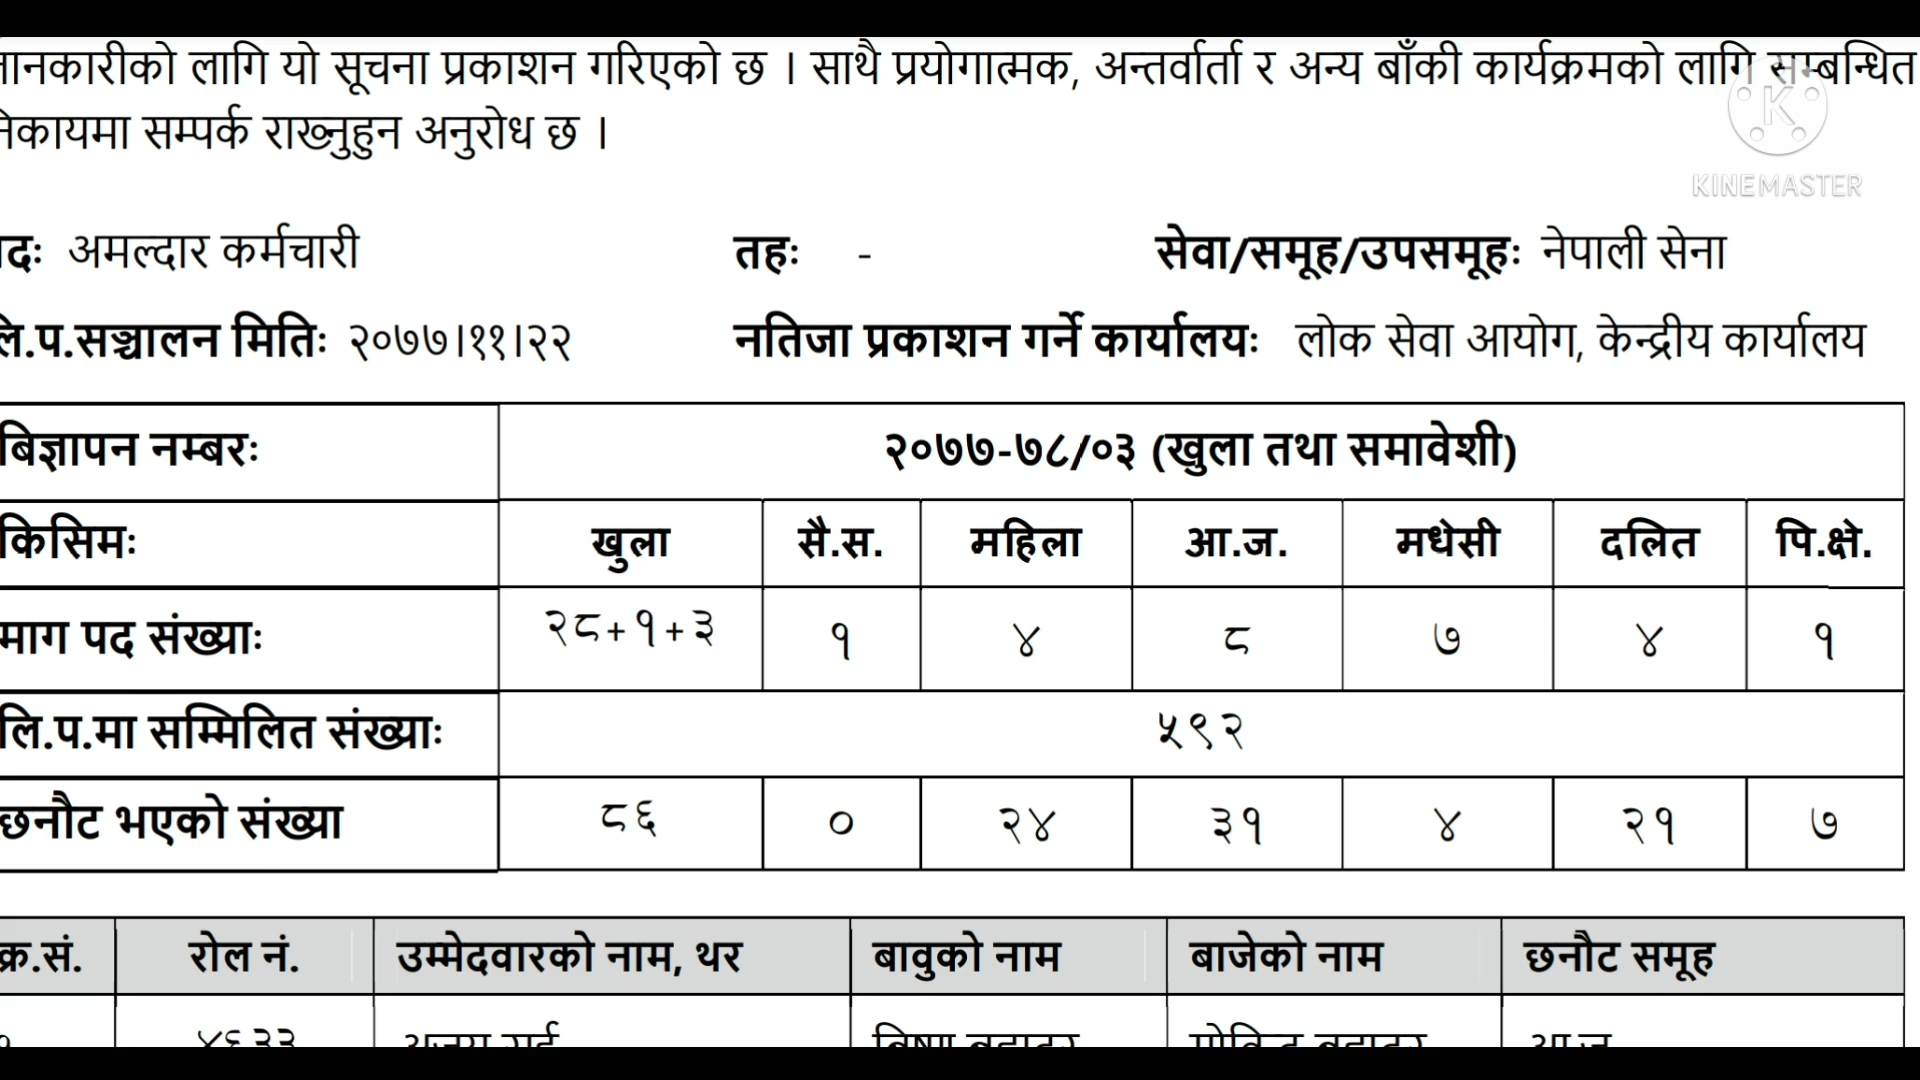 जानकारीको लागि यो सूचना प्रकाशन गरिएको छ । साथै प्रयोगात्मक, अन्तर्वार्ता र अन्य बाँकी कार्यक्रमको लागि सम्बन्धित
निकायमा सम्पर्क राख्नुहुन अनुरोध छ ।
KINEMASTER
पदः अमल्दार कर्मचारी तहः - सेवा/समूह/उपसमूहः नेपाली सेना
लि.प.सञ्चालन मितिः २०७७।११।२२ नतिजा प्रकाशन गर्ने कार्यालयः लोक सेवा आयोग, केन्द्रीय कार्यालय
बिज्ञापन नम्बरः २०७७-७८/०३ (खुला तथा समावेशी)
किसिमः खुला सै.स. महिला आ.ज. मधेसी दलित पि.क्षे.
माग पद संख्याः २८+१+३ १ ४ ८ ७ ४ १
लि.प.मा सम्मिलित संख्याः ५९२
छनौट भएको संख्या ८६ ० २४ ३१ ४ २१ ७
क्र.सं. रोल नं. उम्मेदवारको नाम, थर बावुको नाम बाजेको नाम छनौट समूह